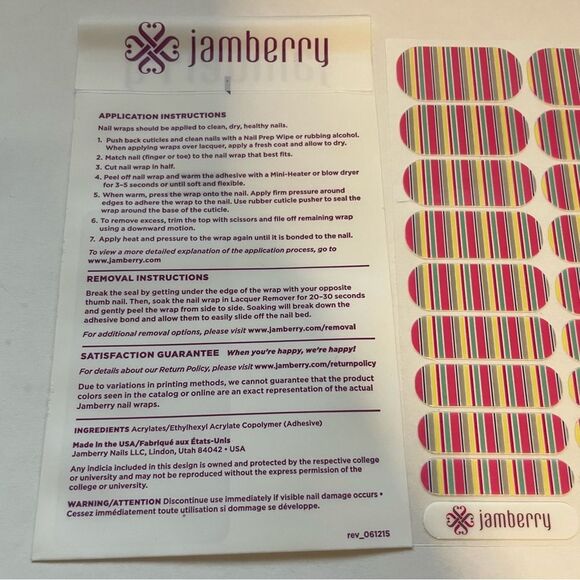 jamberry
APPLICATION INSTRUCTIONS
Nail wraps should be applied to clean, dry, healthy nails.
1. Push back cuticles and clean nails with a Nail Prep Wipe or rubbing alcohol.
When applying wraps over lacquer, apply a fresh coat and allow to dry.
2. Match nail (finger or toe) to the nail wrap that best fits.
3. Cut nail wrap in half.
4. Peel off nail wrap and warm the adhesive with a Mini-Heater or blow dryer
for 3–5 seconds or until soft and flexible.
5. When warm, press the wrap onto the nail. Apply firm pressure around
edges to adhere the wrap to the nail. Use rubber cuticle pusher to seal the
wrap around the base of the cuticle.
6. To remove excess, trim the top with scissors and file off remaining wrap
using a downward motion.
7. Apply heat and pressure to the wrap again until it is bonded to the nail.
To view a more detailed explanation of the application process, go to
www.jamberry.com
REMOVAL INSTRUCTIONS
Break the seal by getting under the edge of the wrap with your opposite
thumb nail. Then, soak the nail wrap in Lacquer Remover for 20–30 seconds
and gently peel the wrap from side to side. Soaking will break down the
adhesive bond and allow them to easily slide off the nail bed.
For additional removal options, please visit www.jamberry.com/removal
SATISFACTION GUARANTEE When you're happy, we're happy!
For details about our Return Policy, please visit www.jamberry.com/returnpolicy
Due to variations in printing methods, we cannot guarantee that the product
colors seen in the catalog or online are an exact representation of the actual
Jamberry nail wraps.
INGREDIENTS Acrylates/Ethylhexyl Acrylate Copolymer (Adhesive)
Made in the USA/Fabriqué aux États-Unis
Jamberry Nails LLC, Lindon, Utah 84042 • USA
Any indicia included in this design is owned and protected by the respective college
or university and may not be reproduced without the express permission of the
college or university.
WARNING/ATTENTION Discontinue use immediately if visible nail damage occurs •
Cessez immédiatement toute utilisation si dommage se développe.
rev_061215
jamberry